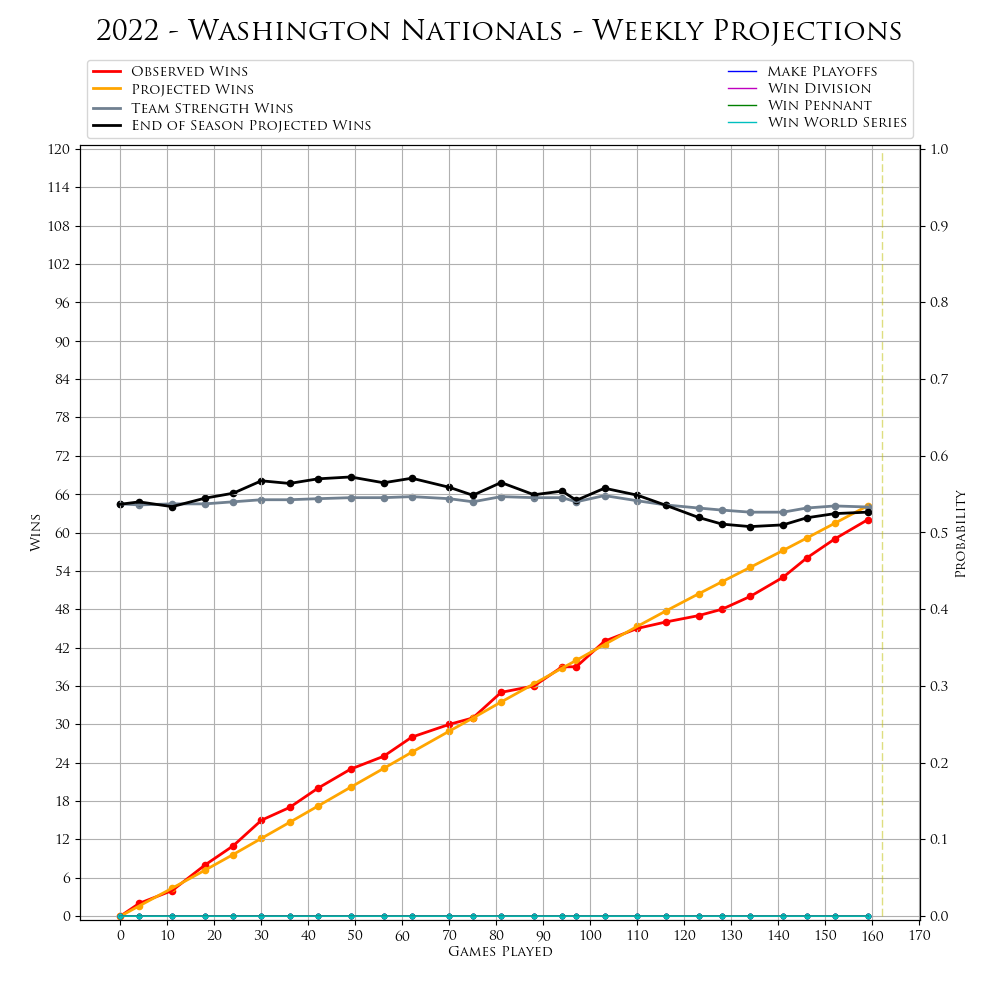 2022 - Washington Nationals - Weekly Projections
Observed Wins
Projected Wins
Team Strength Wins
End of Season Projected Wins
Make Playoffs
Win Division
Win Pennant
Win World Series
120
114
108
102
96
90
84
78
72
66
60
54
48
42
36
30
24
18
12
6
0
Wins
1.0
0.9
0.8
0.7
0.6
0.5
0.4
0.3
0.2
0.1
0.0
Probability
0 10 20 30 40 50 60 70 80 90 100 110 120 130 140 150 160 170
Games Played